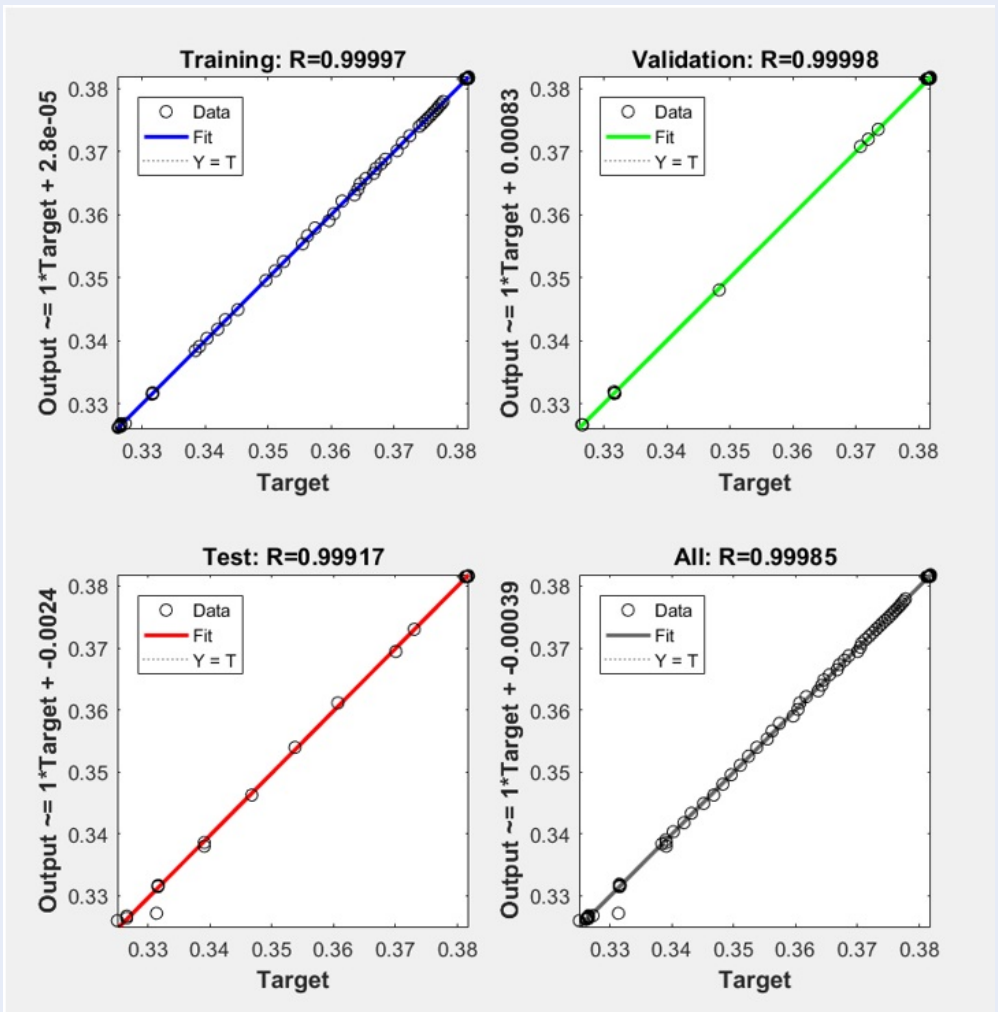 Training: R=0.99997
Output ~= 1*Target + 2.8e-05
0.38
0.37
0.36
0.35
0.34
0.33
Data
Fit
Y = T
0.33 0.34 0.35 0.36 0.37 0.38
Target
Validation: R=0.99998
Output ~= 1*Target + 0.00083
0.38
0.37
0.36
0.35
0.34
0.33
Data
Fit
Y = T
0.33 0.34 0.35 0.36 0.37 0.38
Target
Test: R=0.99917
Output ~= 1*Target + -0.0024
0.38
0.37
0.36
0.35
0.34
0.33
Data
Fit
Y = T
0.33 0.34 0.35 0.36 0.37 0.38
Target
All: R=0.99985
Output ~= 1*Target + -0.00039
0.38
0.37
0.36
0.35
0.34
0.33
Data
Fit
Y = T
0.33 0.34 0.35 0.36 0.37 0.38
Target